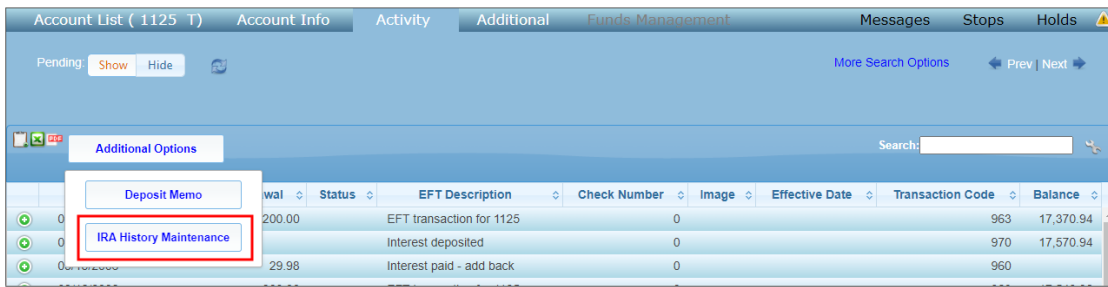 Account List ( 1125 T) Account Info Activity Additional Funds Management Messages Stops Holds
Pending: Show Hide More Search Options Prev | Next
PDF Additional Options Search:
Deposit Memo Status EFT Description Check Number Image Effective Date Transaction Code Balance
200.00 EFT transaction for 1125 0 963 17,370.94
IRA History Maintenance Interest deposited 0 970 17,570.94
29.98 Interest paid - add back 0 960